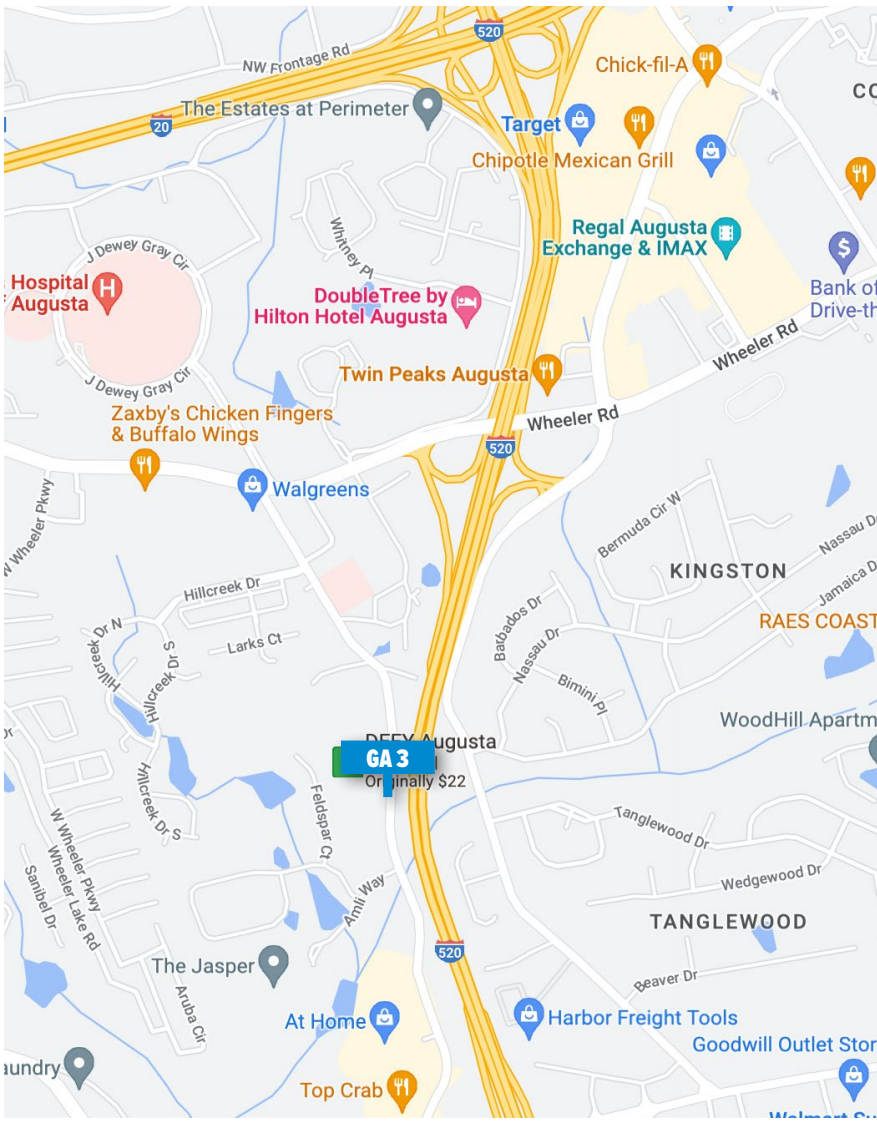 520
NW Frontage Rd
Chick-fil-A
CO
The Estates at Perimeter
20
Target
Chipotle Mexican Grill
Whitney Pl
J Dewey Gray Cir
Regal Augusta
Exchange & IMAX
Hospital
Augusta
DoubleTree by
Hilton Hotel Augusta
Bank of
Drive-th
Wheeler Rd
Twin Peaks Augusta
J Dewey Gray Cir
Zaxby's Chicken Fingers
& Buffalo Wings
Wheeler Rd
520
Walgreens
W Wheeler Pkwy
Bermuda Cir W
Nassau D
KINGSTON
Jamaica D
Hillcreek Dr
Barbados Dr
RAES COAST
Hillcreek Dr N
Larks Ct
Nassau Dr
Hillcreek
Hillcreek Dr S
Bimini Pl
WoodHill Apartm
DEFY Augusta
GA 3
Originally $22
Hillcreek Dr S
Feldspar Ct
Tanglewood Dr
W Wheeler Pkwy
Wheeler Lake Rd
Sanibel Dr
Amli Way
Wedgewood Dr
TANGLEWOOD
520
The Jasper
Beaver Dr
Aruba Cir
At Home
Harbor Freight Tools
Goodwill Outlet Stor
aundry
Top Crab
Walmart Su